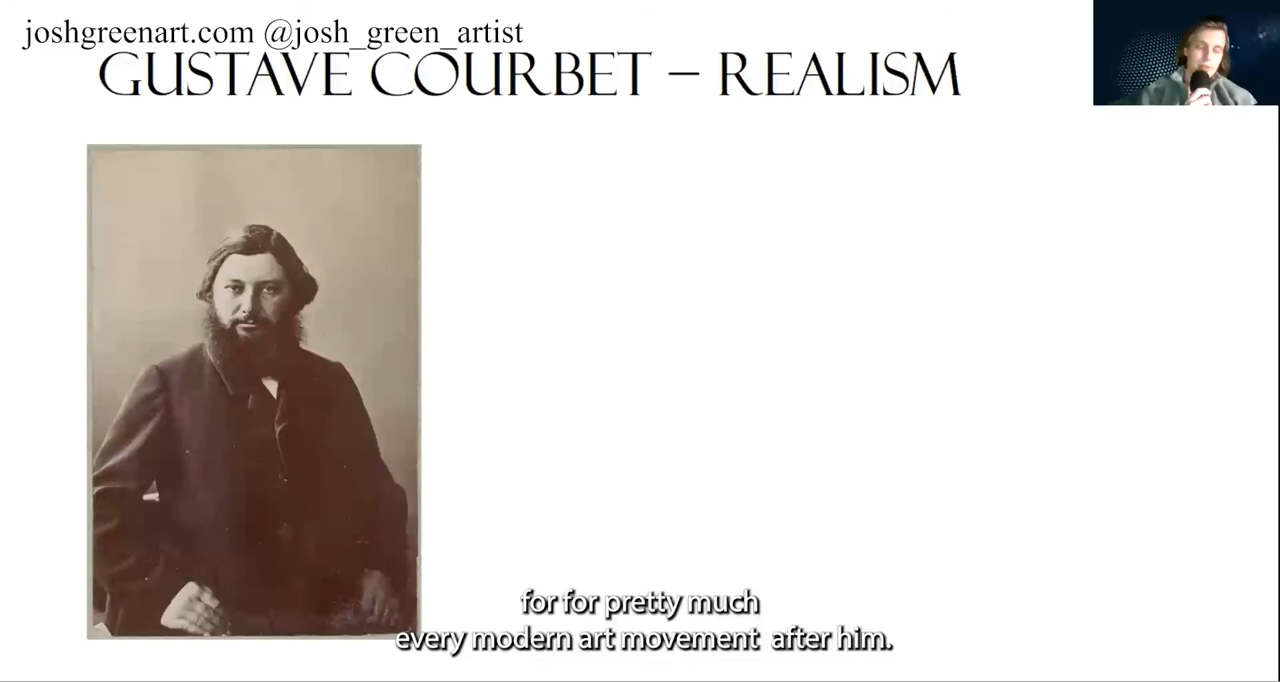 joshgreenart.com @josh_green_artist
GUSTAVE COURBET – REALISM
for for pretty much
every modern art movement after him.